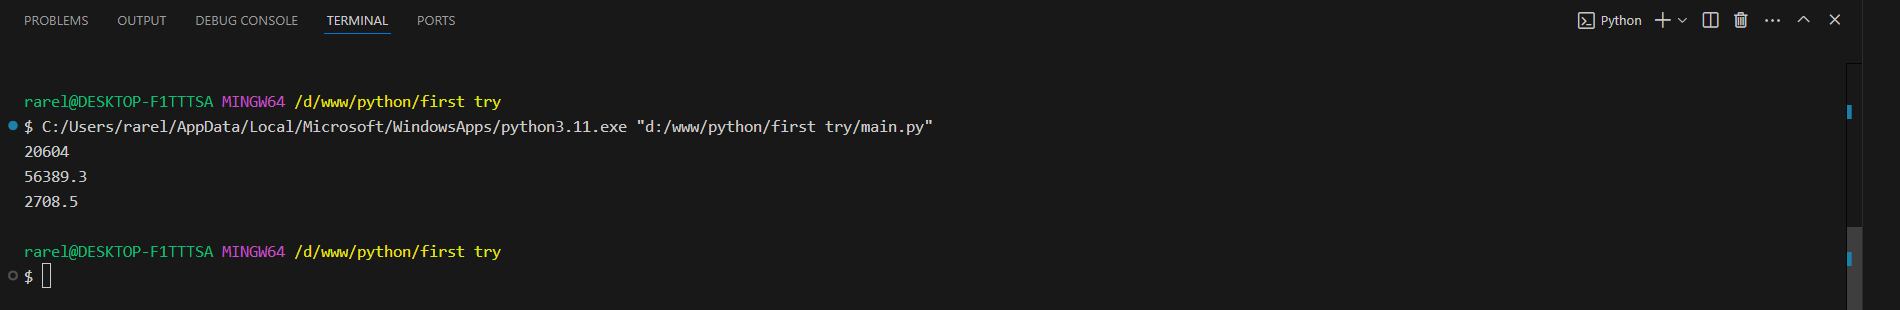 PROBLEMS OUTPUT DEBUG CONSOLE TERMINAL PORTS Python
rarel@DESKTOP-F1TTTSA MINGW64 /d/www/python/first try
$ C:/Users/rarel/AppData/Local/Microsoft/WindowsApps/python3.11.exe "d:/www/python/first try/main.py"
20604
56389.3
2708.5
rarel@DESKTOP-F1TTTSA MINGW64 /d/www/python/first try
$